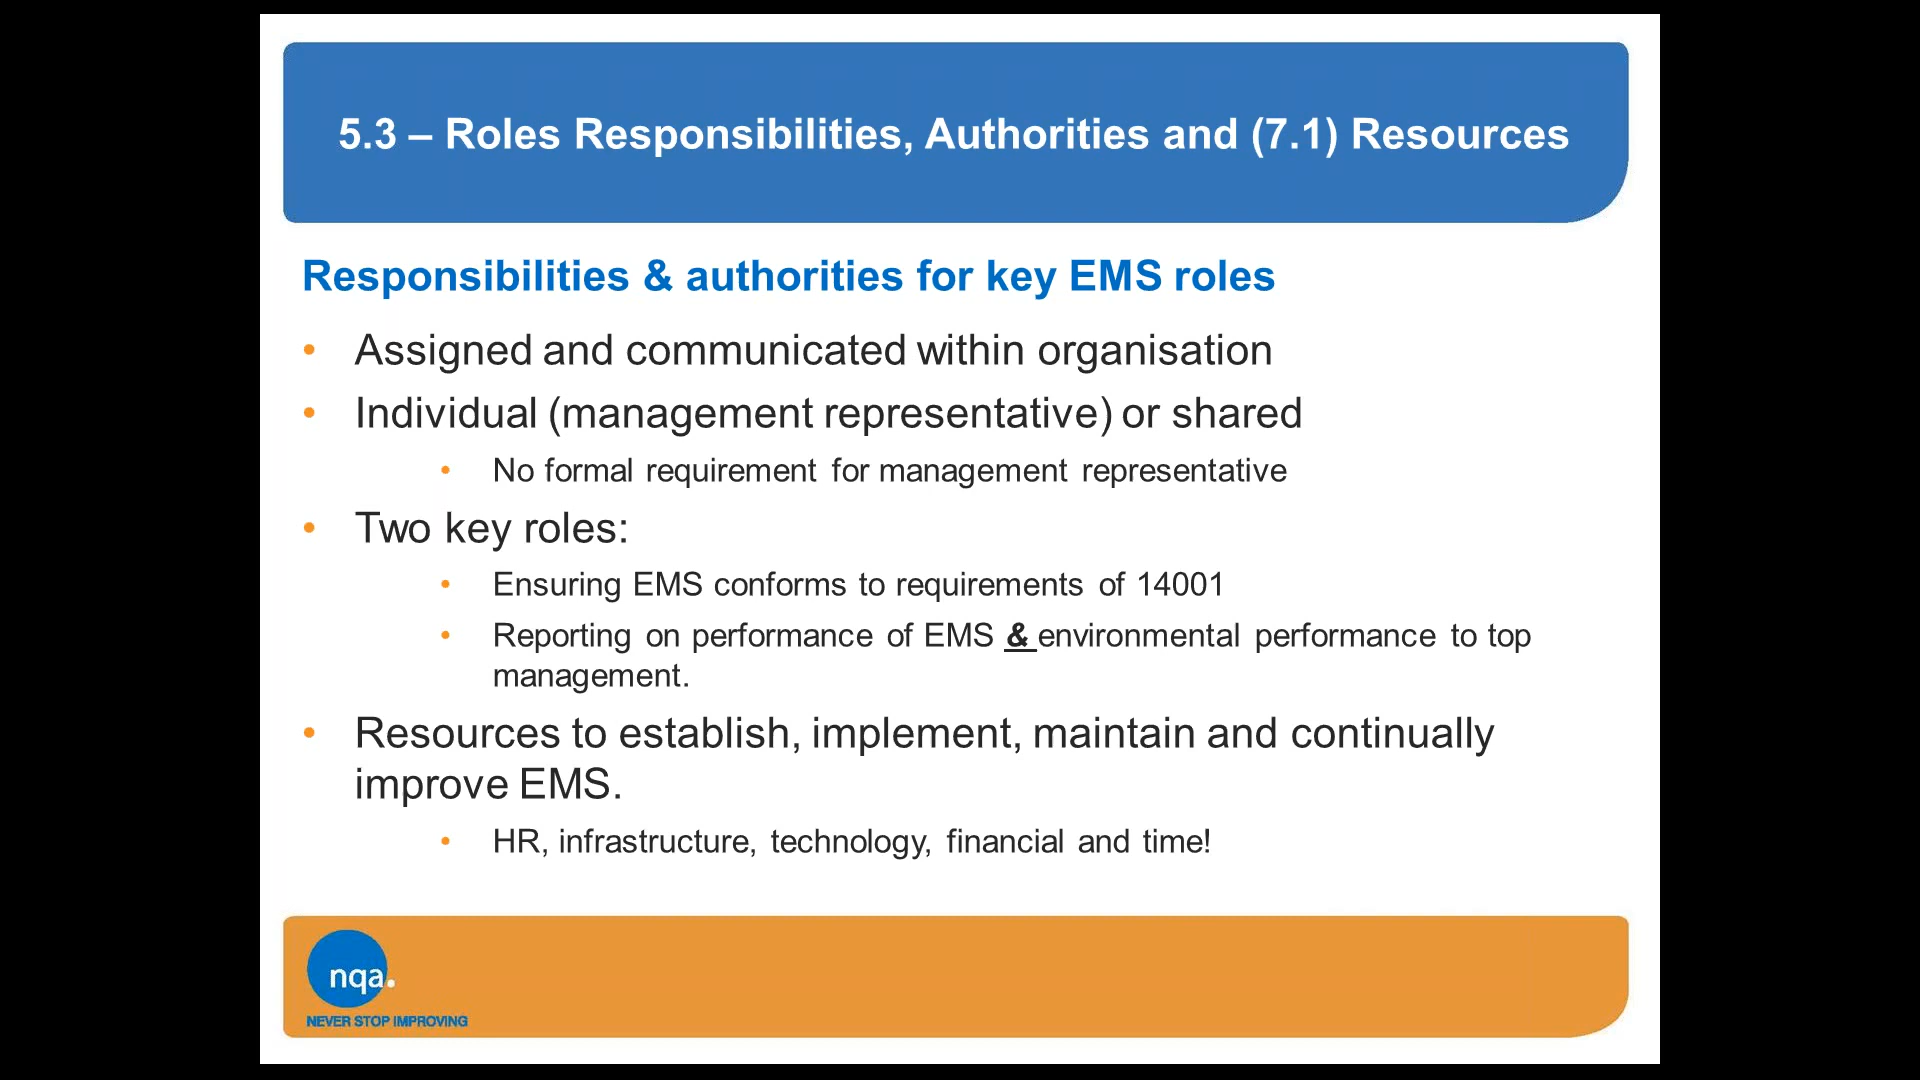 5.3 – Roles Responsibilities, Authorities and (7.1) Resources
Responsibilities & authorities for key EMS roles
• Assigned and communicated within organisation
• Individual (management representative) or shared
• No formal requirement for management representative
• Two key roles:
• Ensuring EMS conforms to requirements of 14001
• Reporting on performance of EMS & environmental performance to top
management.
• Resources to establish, implement, maintain and continually
improve EMS.
• HR, infrastructure, technology, financial and time!
nqa.
NEVER STOP IMPROVING